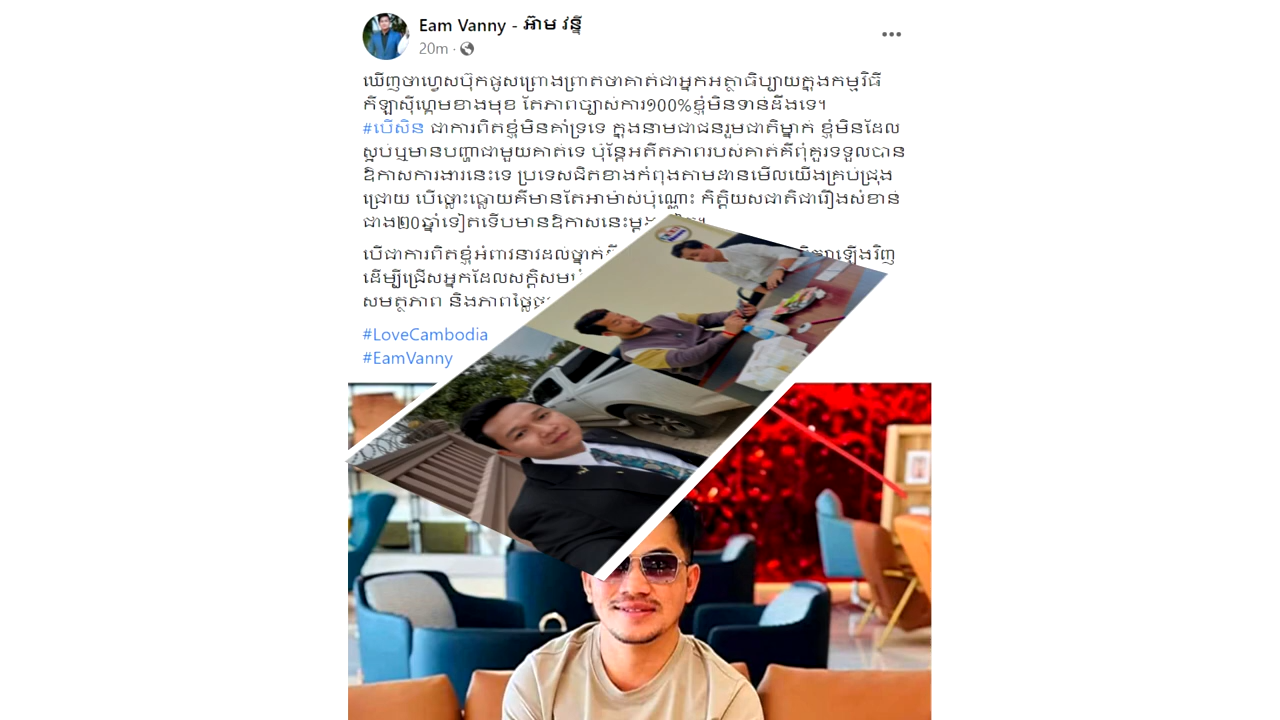 Eam Vanny - អ៊ាម វន្នី
20m
ឃើញថាហ្វេសប៊ុកផូសព្រោងព្រាតថាគាត់ជាអ្នកអត្ថាធិប្បាយក្នុងកម្មវិធី
កីឡាស៊ីហ្គេមខាងមុខ តែភាពច្បាស់ការ១០០%ខ្ញុំមិនទាន់ដឹងទេ។
#បើសិន ជាការពិតខ្ញុំមិនគាំទ្រទេ ក្នុងនាមជាជនរួមជាតិម្នាក់ ខ្ញុំមិនដែល
ស្អប់ឬមានបញ្ហាជាមួយគាត់ទេ ប៉ុន្តែអតីតភាពរបស់គាត់គឺពុំគួរទទួលបាន
ឱកាសការងារនេះទេ ប្រទេសជិតខាងកំពុងតាមដានមើលយើងគ្រប់ជ្រុង
ជ្រោយ បើធ្លោះធ្លោយគឺមានតែអាម៉ាស់ប៉ុណ្ណោះ កិត្តិយសជាតិជារឿងសំខាន់
ជាង២០ឆ្នាំទៀតទើបមានឱកាសនេះម្តង
បើជាការពិតខ្ញុំអំពាវនាវដល់ថ្នាក់ ឡើងវិញ
ដើម្បីជ្រើសអ្នកដែលសក្តិសម
សមត្ថភាព និងភាពថ្លៃថ្នូ
#LoveCambodia
#EamVanny